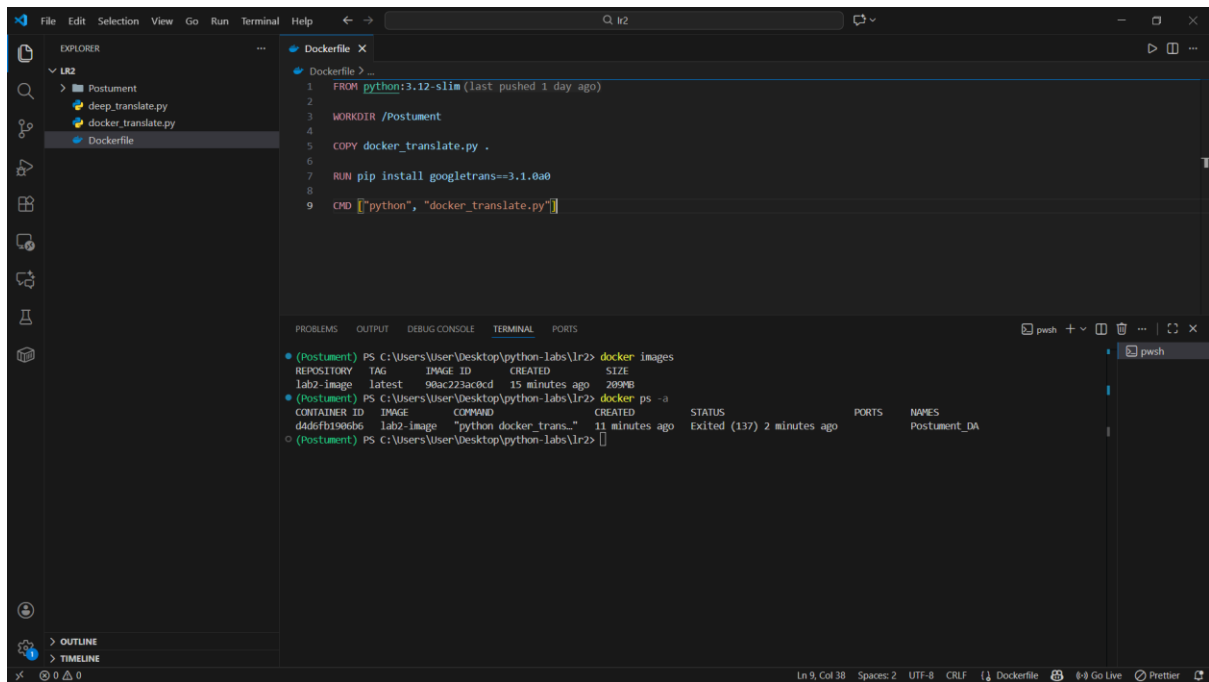 File Edit Selection View Go Run Terminal Help
lr2
EXPLORER
LR2
Postument
deep_translate.py
docker_translate.py
Dockerfile
OUTLINE
TIMELINE
Dockerfile
Dockerfile > ...
1 FROM python:3.12-slim (last pushed 1 day ago)
2
3 WORKDIR /Postument
4
5 COPY docker_translate.py .
6
7 RUN pip install googletrans==3.1.0a0
8
9 CMD ["python", "docker_translate.py"]
PROBLEMS OUTPUT DEBUG CONSOLE TERMINAL PORTS
pwsh
pwsh
(Postument) PS C:\Users\User\Desktop\python-labs\lr2> docker images
REPOSITORY TAG IMAGE ID CREATED SIZE
lab2-image latest 90ac223ac0cd 15 minutes ago 209MB
(Postument) PS C:\Users\User\Desktop\python-labs\lr2> docker ps -a
CONTAINER ID IMAGE COMMAND CREATED STATUS PORTS NAMES
d4d6fb1906b6 lab2-image "python docker_trans…" 11 minutes ago Exited (137) 2 minutes ago Postument_DA
(Postument) PS C:\Users\User\Desktop\python-labs\lr2>
1
0 0 0
Ln 9, Col 38 Spaces: 2 UTF-8 CRLF Dockerfile Go Live Prettier